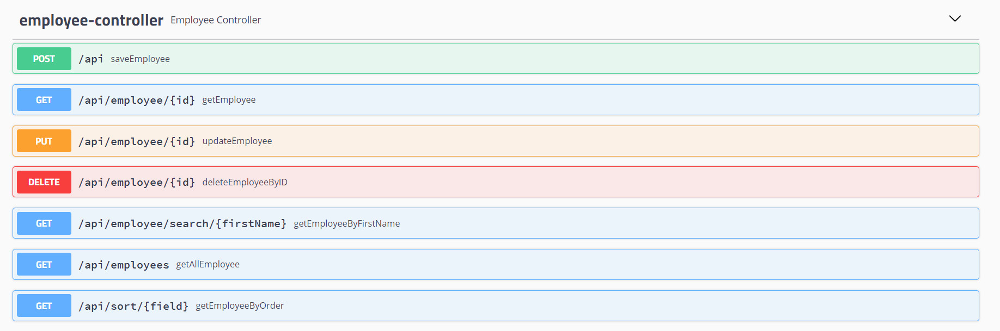 employee-controller Employee Controller
POST /api saveEmployee
GET /api/employee/{id} getEmployee
PUT /api/employee/{id} updateEmployee
DELETE /api/employee/{id} deleteEmployeeByID
GET /api/employee/search/{firstName} getEmployeeByFirstName
GET /api/employees getAllEmployee
GET /api/sort/{field} getEmployeeByOrder